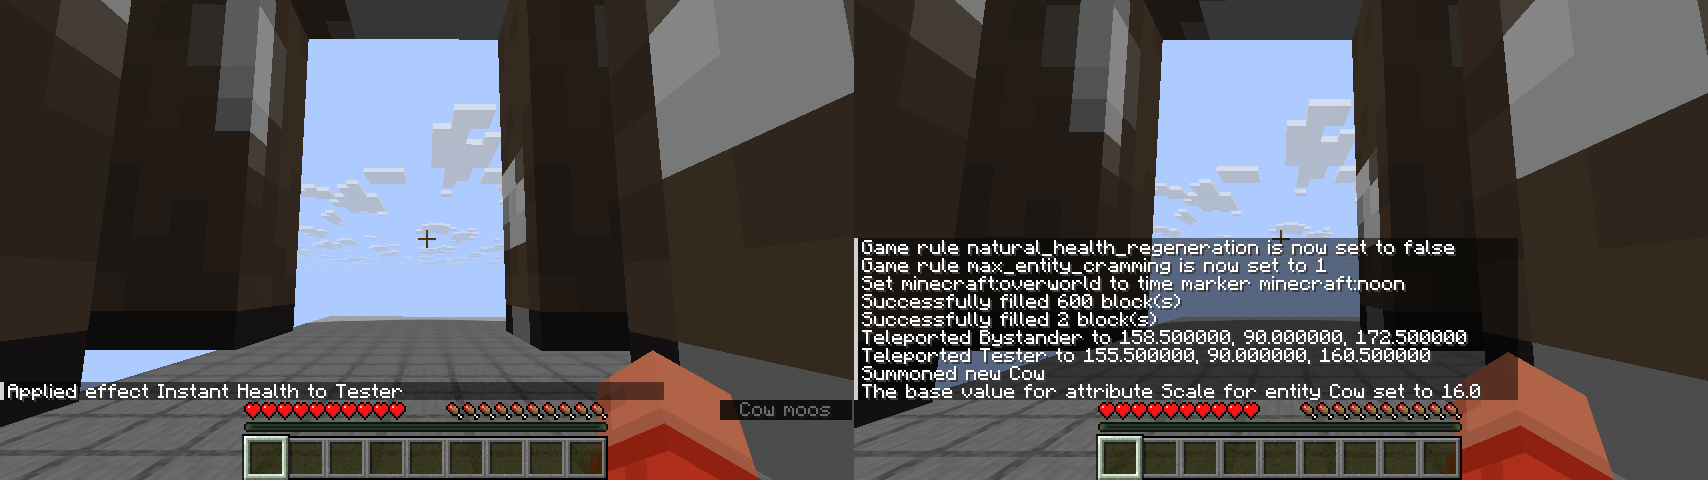 Applied effect Instant Health to Tester
Cow moos
Game rule natural_health_regeneration is now set to false
Game rule max_entity_cramming is now set to 1
Set minecraft:overworld to time marker minecraft:noon
Successfully filled 600 block(s)
Successfully filled 2 block(s)
Teleported Bystander to 158.500000, 90.000000, 172.500000
Teleported Tester to 155.500000, 90.000000, 160.500000
Summoned new Cow
The base value for attribute Scale for entity Cow set to 16.0